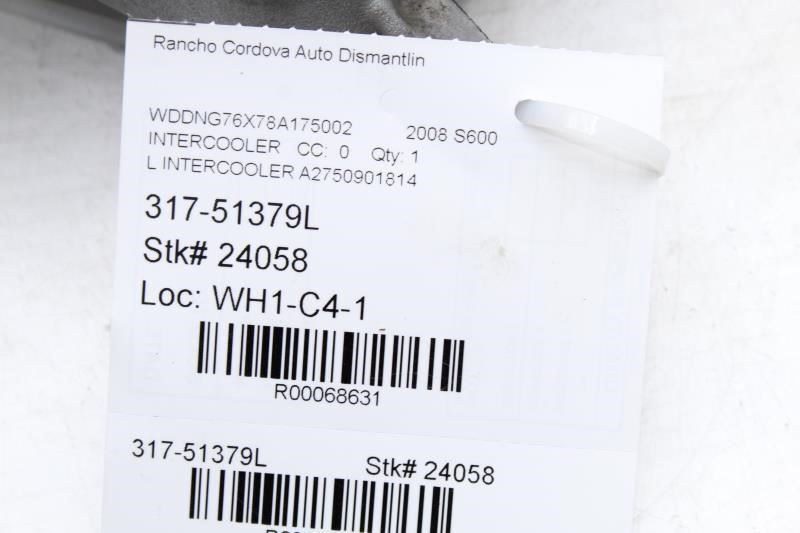 Rancho Cordova Auto Dismantlin
WDDNG76X78A175002 2008 S600
INTERCOOLER CC: 0 Qty: 1
L INTERCOOLER A2750901814
317-51379L
Stk# 24058
Loc: WH1-C4-1
R00068631
317-51379L Stk# 24058